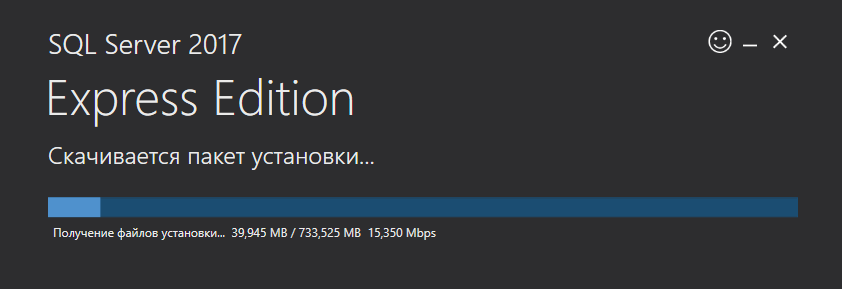 SQL Server 2017
Express Edition
Скачивается пакет установки...
Получение файлов установки... 39,945 MB / 733,525 MB 15,350 Mbps